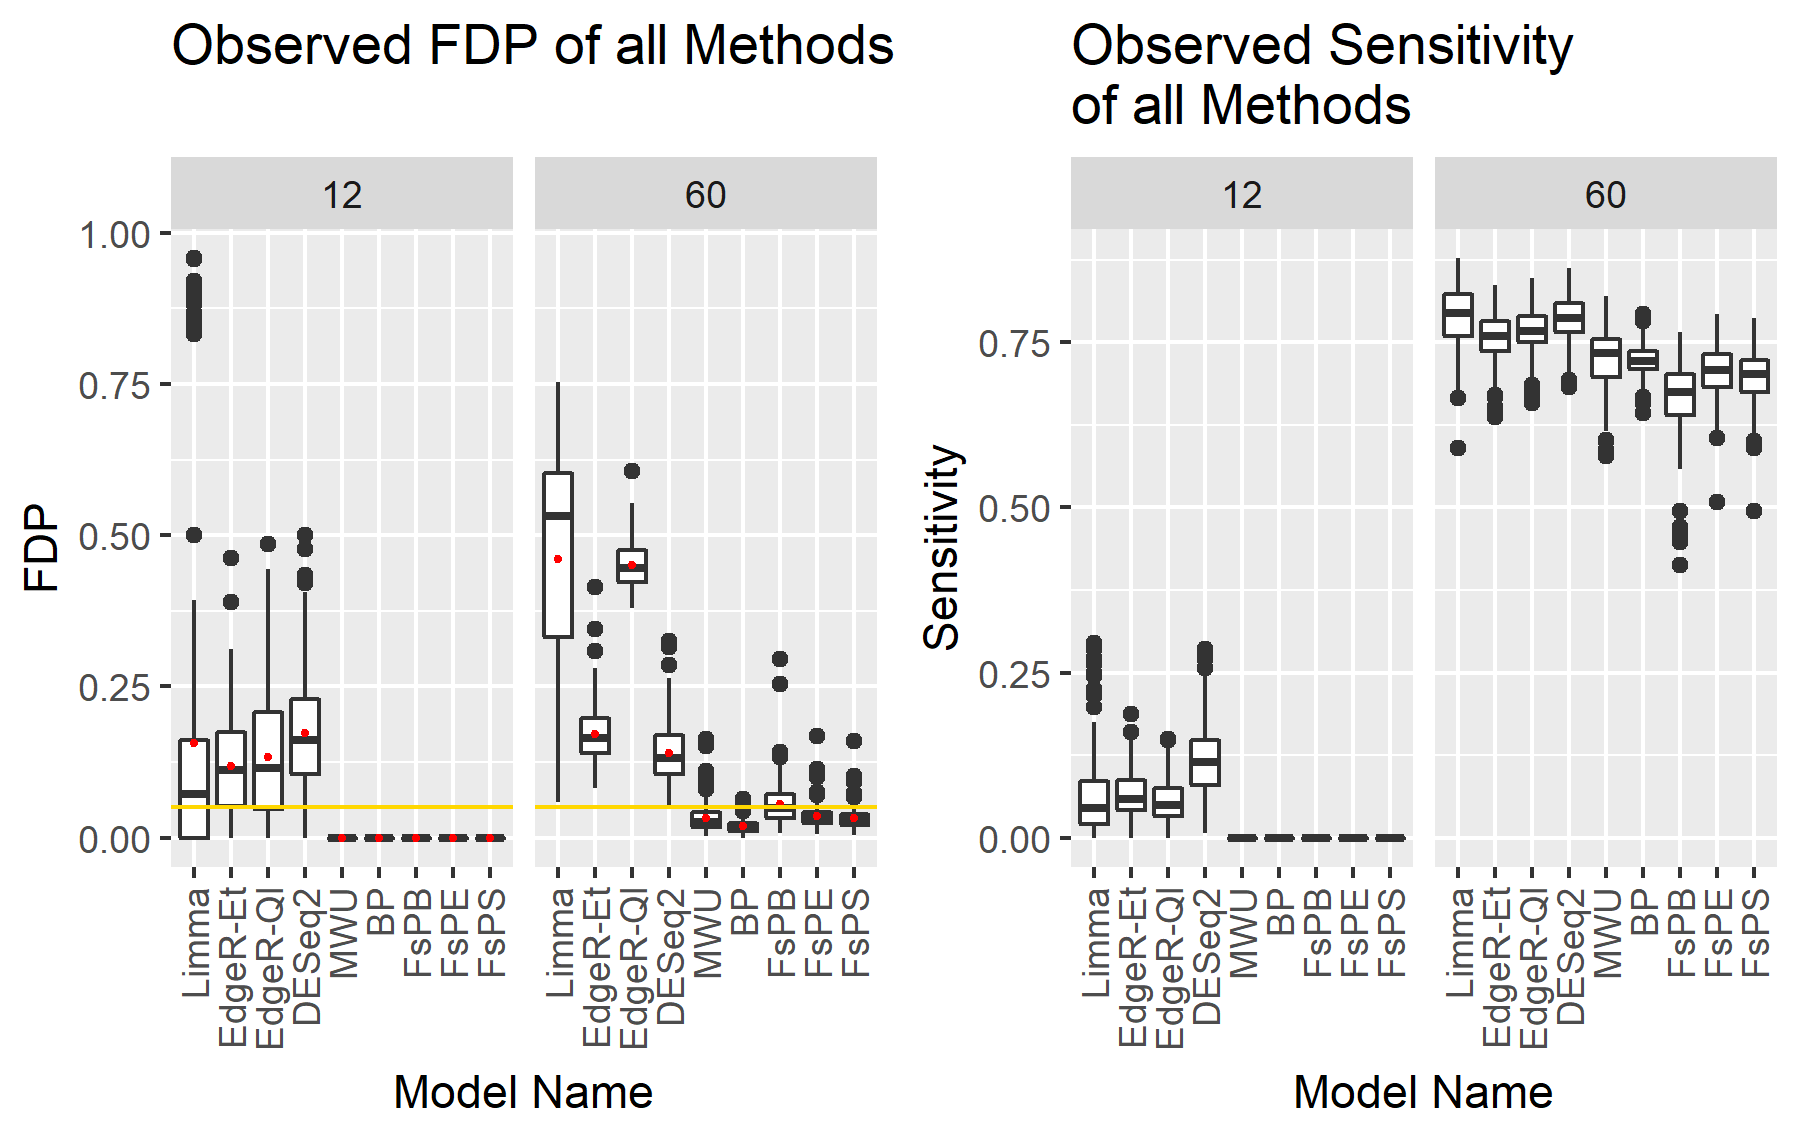 Observed FDP of all Methods
12
60
1.00
0.75
0.50
0.25
0.00
FDP
Limma
EdgeR-Et
EdgeR-Ql
DESeq2
MWU
BP
FsPB
FsPE
FsPS
Limma
EdgeR-Et
EdgeR-Ql
DESeq2
MWU
BP
FsPB
FsPE
FsPS
Model Name
Observed Sensitivity
of all Methods
12
60
0.75
0.50
0.25
0.00
Sensitivity
Limma
EdgeR-Et
EdgeR-Ql
DESeq2
MWU
BP
FsPB
FsPE
FsPS
Limma
EdgeR-Et
EdgeR-Ql
DESeq2
MWU
BP
FsPB
FsPE
FsPS
Model Name